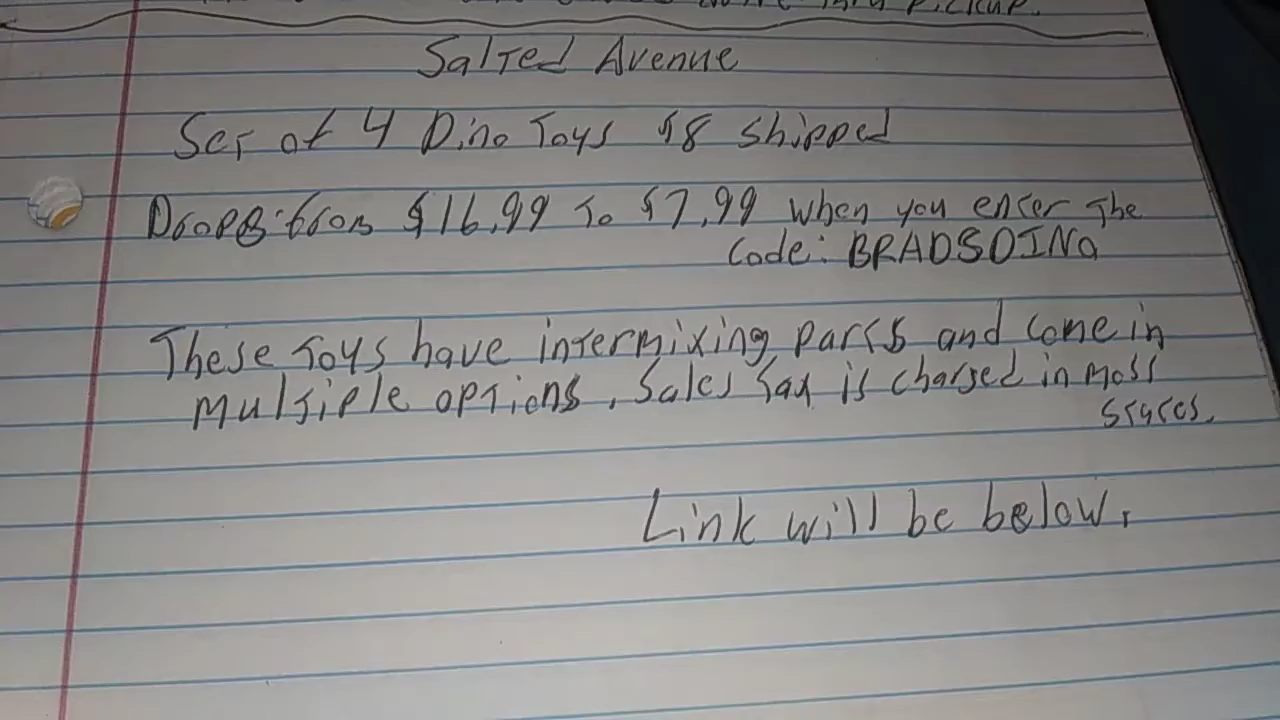 Thru Pickup.
Salted Avenue
Set of 4 Dino Toys $8 shipped
Drops from $16.99 To $7.99 when you enter The
Code: BRADSDINO
These Toys have intermixing parts and come in
Multiple options. Sales Tax is charged in most
states.
Link will be below.